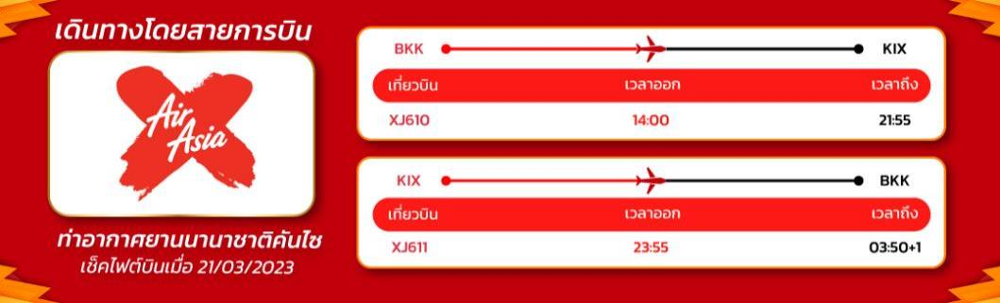 เดินทางโดยสายการบิน
Air
Asia
ท่าอากาศยานนานาชาติคันไซ
เช็คไฟต์บินเมื่อ 21/03/2023
BKK KIX
เที่ยวบิน เวลาออก เวลาถึง
XJ610 14:00 21:55
KIX BKK
เที่ยวบิน เวลาออก เวลาถึง
XJ611 23:55 03:50+1